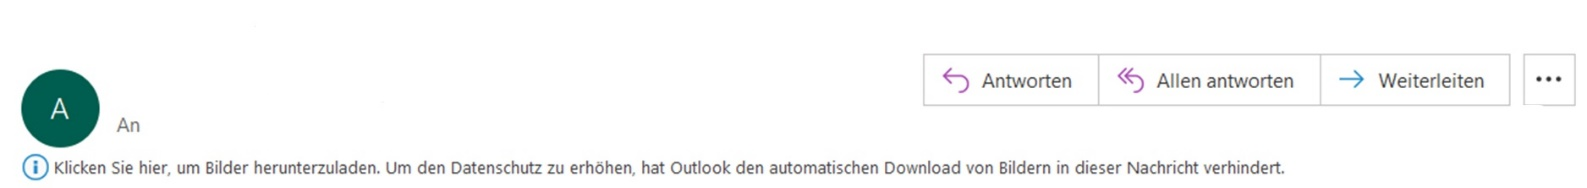 Antworten Allen antworten Weiterleiten ...
A
An
Klicken Sie hier, um Bilder herunterzuladen. Um den Datenschutz zu erhöhen, hat Outlook den automatischen Download von Bildern in dieser Nachricht verhindert.